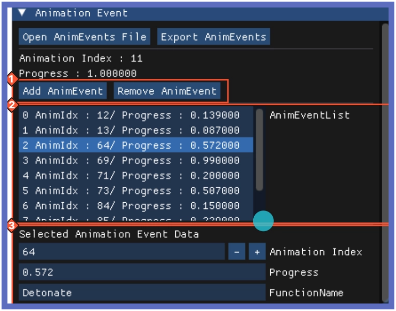 ▼ Animation Event
Open AnimEvents File Export AnimEvents
Animation Index : 11
Progress : 1.000000
1
Add AnimEvent Remove AnimEvent
2
0 AnimIdx : 12/ Progress : 0.139000 AnimEventList
1 AnimIdx : 13/ Progress : 0.087000
2 AnimIdx : 64/ Progress : 0.572000
3 AnimIdx : 69/ Progress : 0.990000
4 AnimIdx : 71/ Progress : 0.200000
5 AnimIdx : 73/ Progress : 0.507000
6 AnimIdx : 84/ Progress : 0.150000
7 AnimIdx : 85/ Progress : 0.220000
3
Selected Animation Event Data
64 - + Animation Index
0.572 Progress
Detonate FunctionName